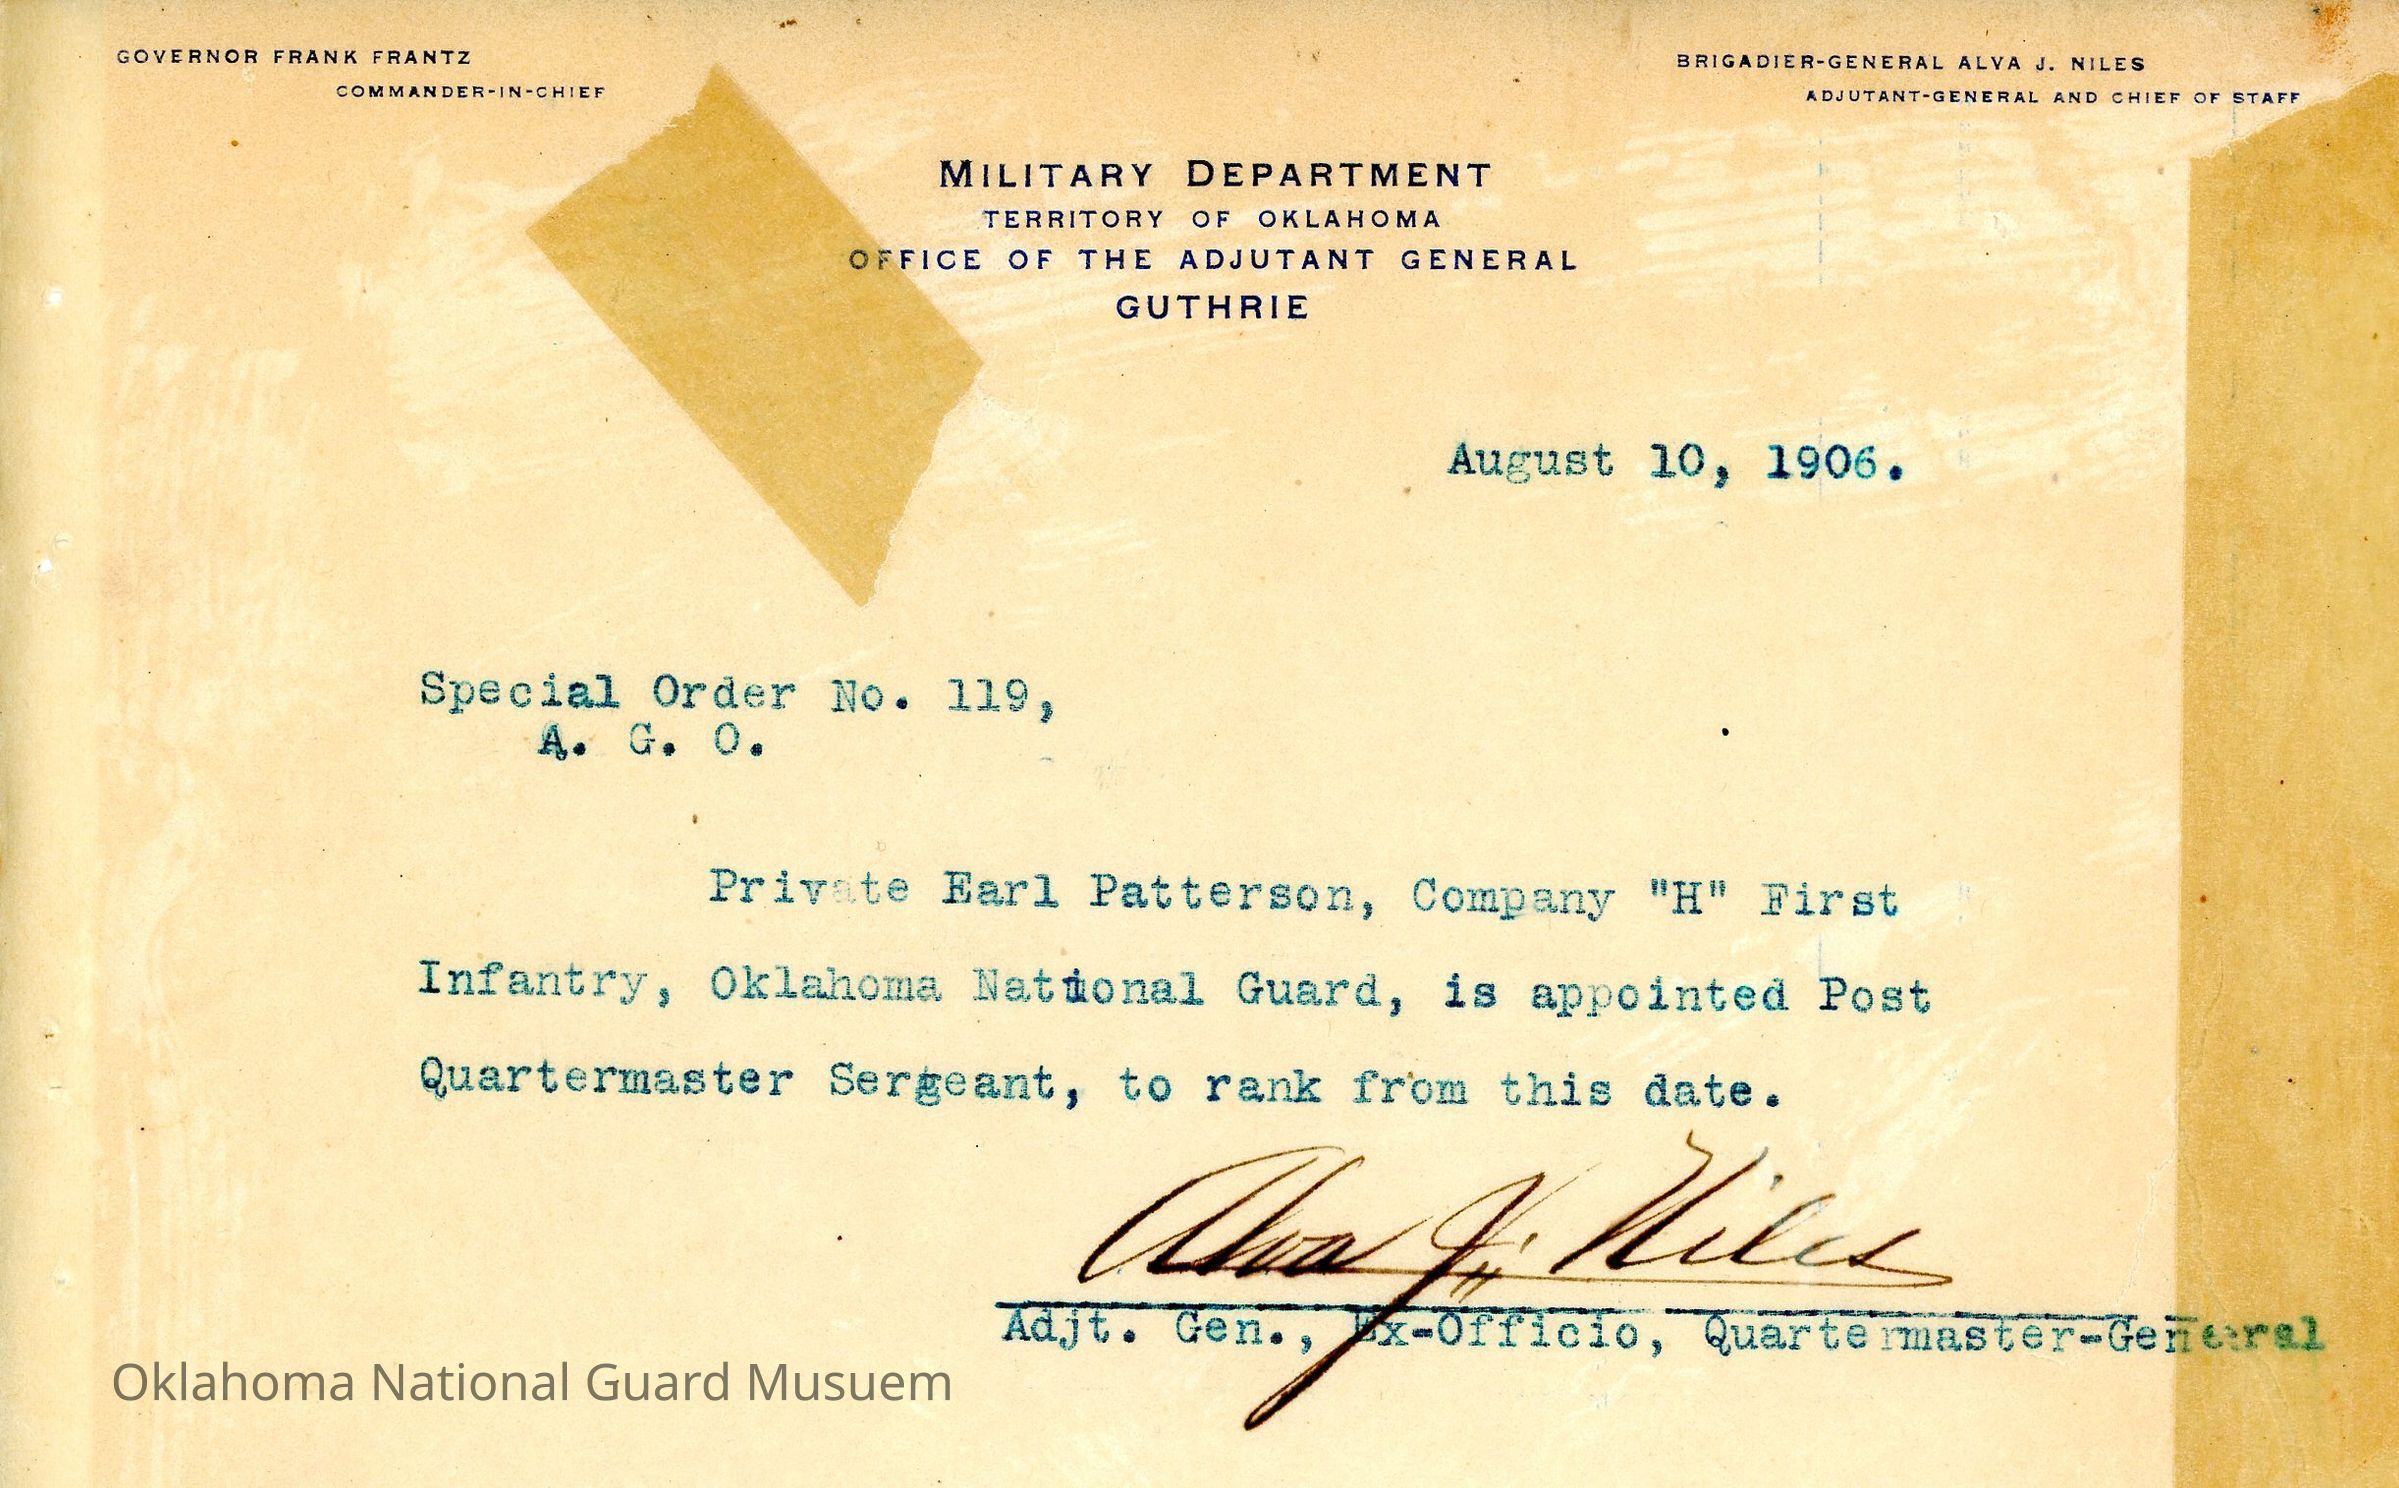 GOVERNOR FRANK FRANTZ
COMMANDER-IN-CHIEF
BRIGADIER-GENERAL ALVA J. NILES
ADJUTANT-GENERAL AND CHIEF OF STAFF
MILITARY DEPARTMENT
TERRITORY OF OKLAHOMA
OFFICE OF THE ADJUTANT GENERAL
GUTHRIE
August 10, 1906.
Special Order No. 119,
A. G. O.
Private Earl Patterson, Company "H" First
Infantry, Oklahoma National Guard, is appointed Post
Quartermaster Sergeant, to rank from this date.
Alva J. Niles
Adjt. Gen., Ex-Officio, Quartermaster-General
Oklahoma National Guard Musuem